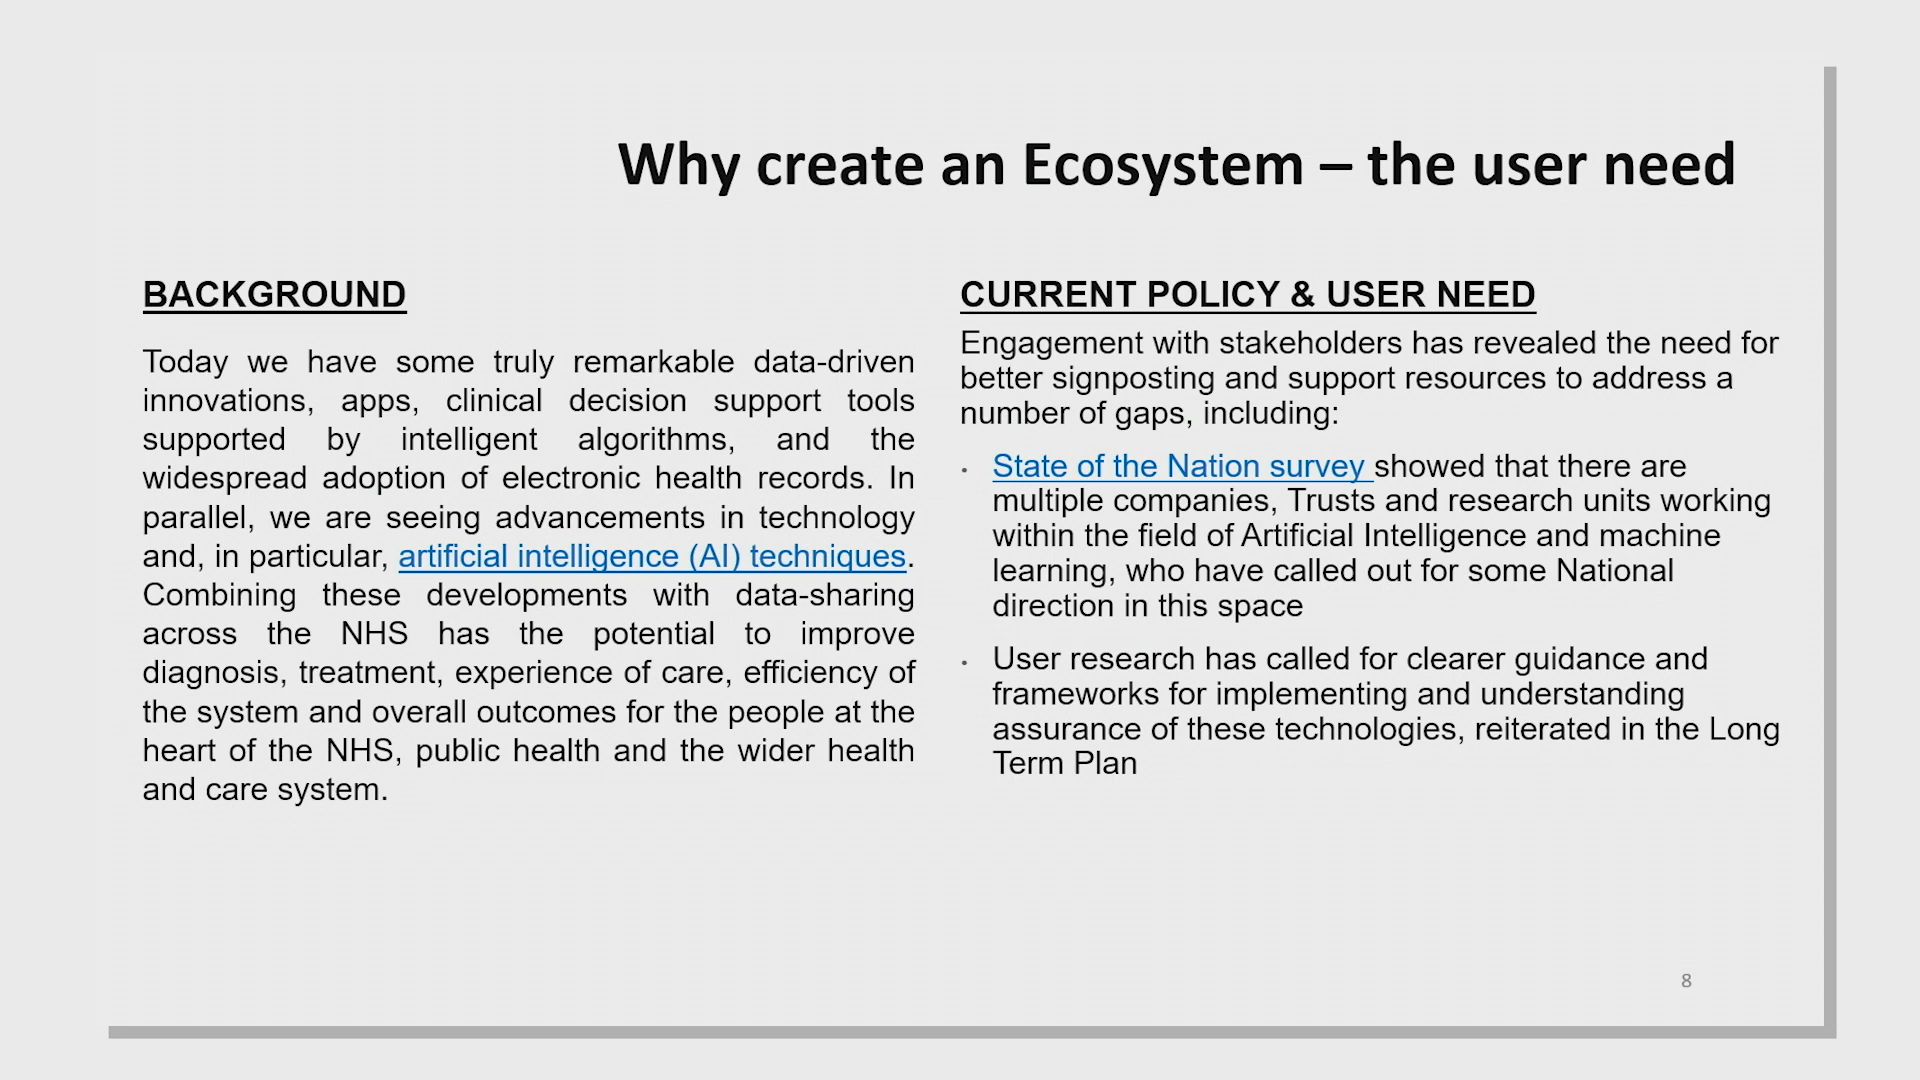 Why create an Ecosystem – the user need
BACKGROUND
Today we have some truly remarkable data-driven
innovations, apps, clinical decision support tools
supported by intelligent algorithms, and the
widespread adoption of electronic health records. In
parallel, we are seeing advancements in technology
and, in particular, artificial intelligence (AI) techniques.
Combining these developments with data-sharing
across the NHS has the potential to improve
diagnosis, treatment, experience of care, efficiency of
the system and overall outcomes for the people at the
heart of the NHS, public health and the wider health
and care system.
CURRENT POLICY & USER NEED
Engagement with stakeholders has revealed the need for
better signposting and support resources to address a
number of gaps, including:
• State of the Nation survey showed that there are
multiple companies, Trusts and research units working
within the field of Artificial Intelligence and machine
learning, who have called out for some National
direction in this space
• User research has called for clearer guidance and
frameworks for implementing and understanding
assurance of these technologies, reiterated in the Long
Term Plan
8